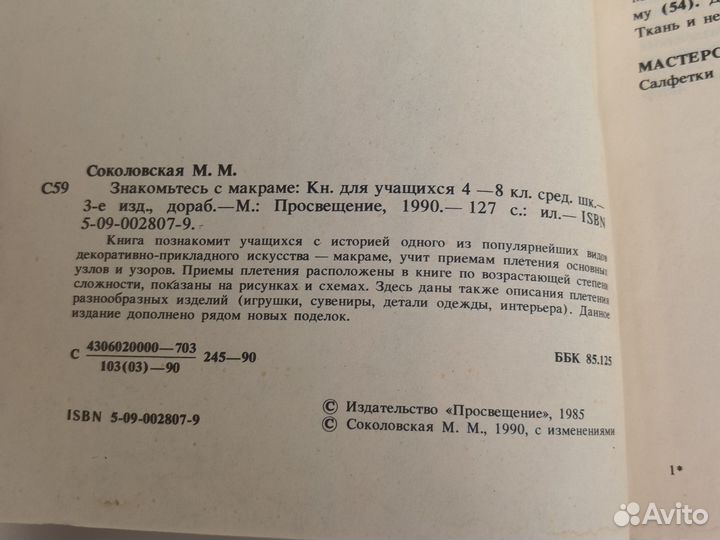 му (54). 
Ткань и не
МАСТЕРС
Салфетки
Соколовская М. М.
С59 Знакомьтесь с макраме: Кн. для учащихся 4 —8 кл. сред. шк.—
3-е изд., дораб.—М.: Просвещение, 1990.— 127 с.: ил.— ISBN
5-09-002807-9.
Книга познакомит учащихся с историей одного из популярнейших видов
декоративно-прикладного искусства — макраме, учит приемам плетения основных
узлов и узоров. Приемы плетения расположены в книге по возрастающей степени
сложности, показаны на рисунках и схемах. Здесь даны также описания плетения
разнообразных изделий (игрушки, сувениры, детали одежды, интерьера). Данное
издание дополнено рядом новых поделок.
С 4306020000—703 245—90
103(03)—90
ББК 85.125
ISBN 5-09-002807-9
© Издательство «Просвещение», 1985
© Соколовская М. М., 1990, с изменениями
1*
Avito